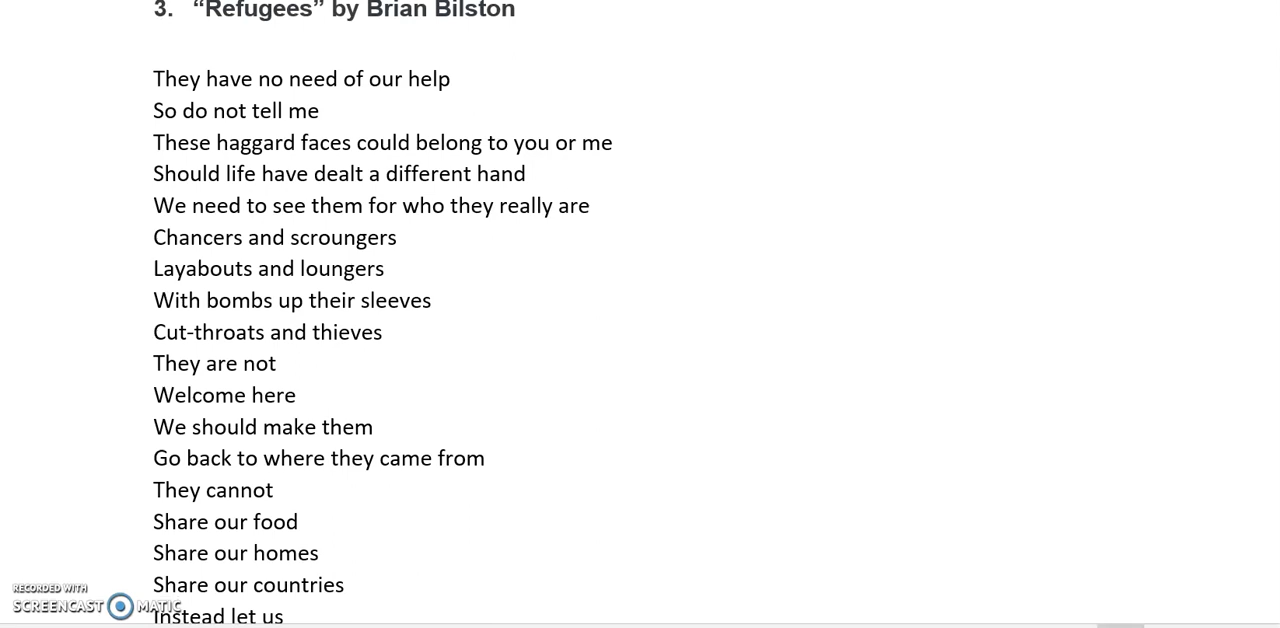 3. “Refugees” by Brian Bilston
They have no need of our help
So do not tell me
These haggard faces could belong to you or me
Should life have dealt a different hand
We need to see them for who they really are
Chancers and scroungers
Layabouts and loungers
With bombs up their sleeves
Cut-throats and thieves
They are not
Welcome here
We should make them
Go back to where they came from
They cannot
Share our food
Share our homes
Share our countries
Instead let us
RECORDED WITH
SCREENCAST MATIC